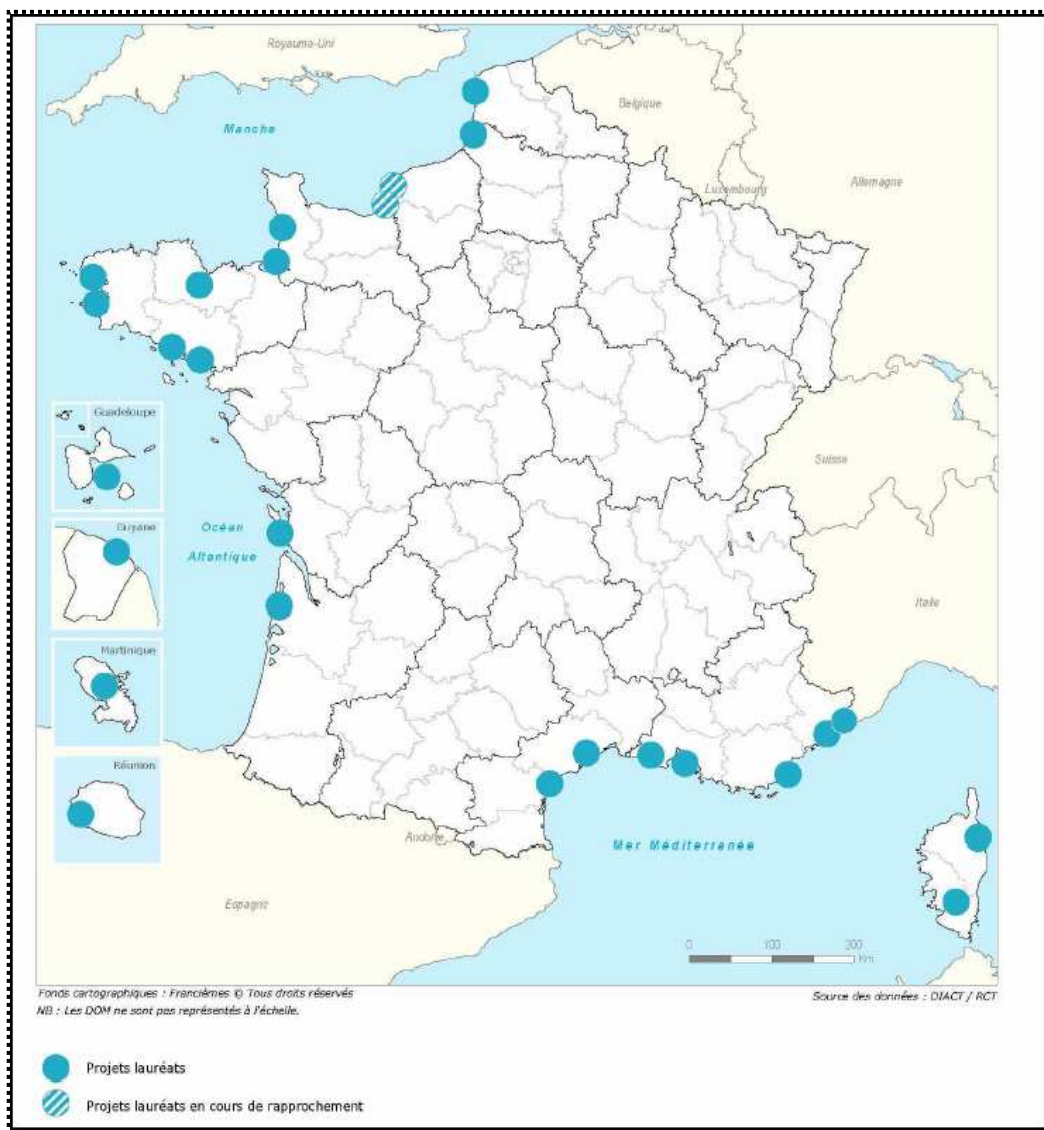 Royaume-Uni
Belgique
Manche
Luxembourg
Allemagne
Guadeloupe
Suisse
Guyane
Océan
Altantique
Italie
Martinique
Réunion
Andorre
Mer Méditerranée
Espagne
0 100 200
Km
Fonds cartographiques : Francièmes © Tous droits réservés
Source des données : DIACT / RCT
NB : Les DOM ne sont pas représentés à l'échelle.
Projets lauréats
Projets lauréats en cours de rapprochement